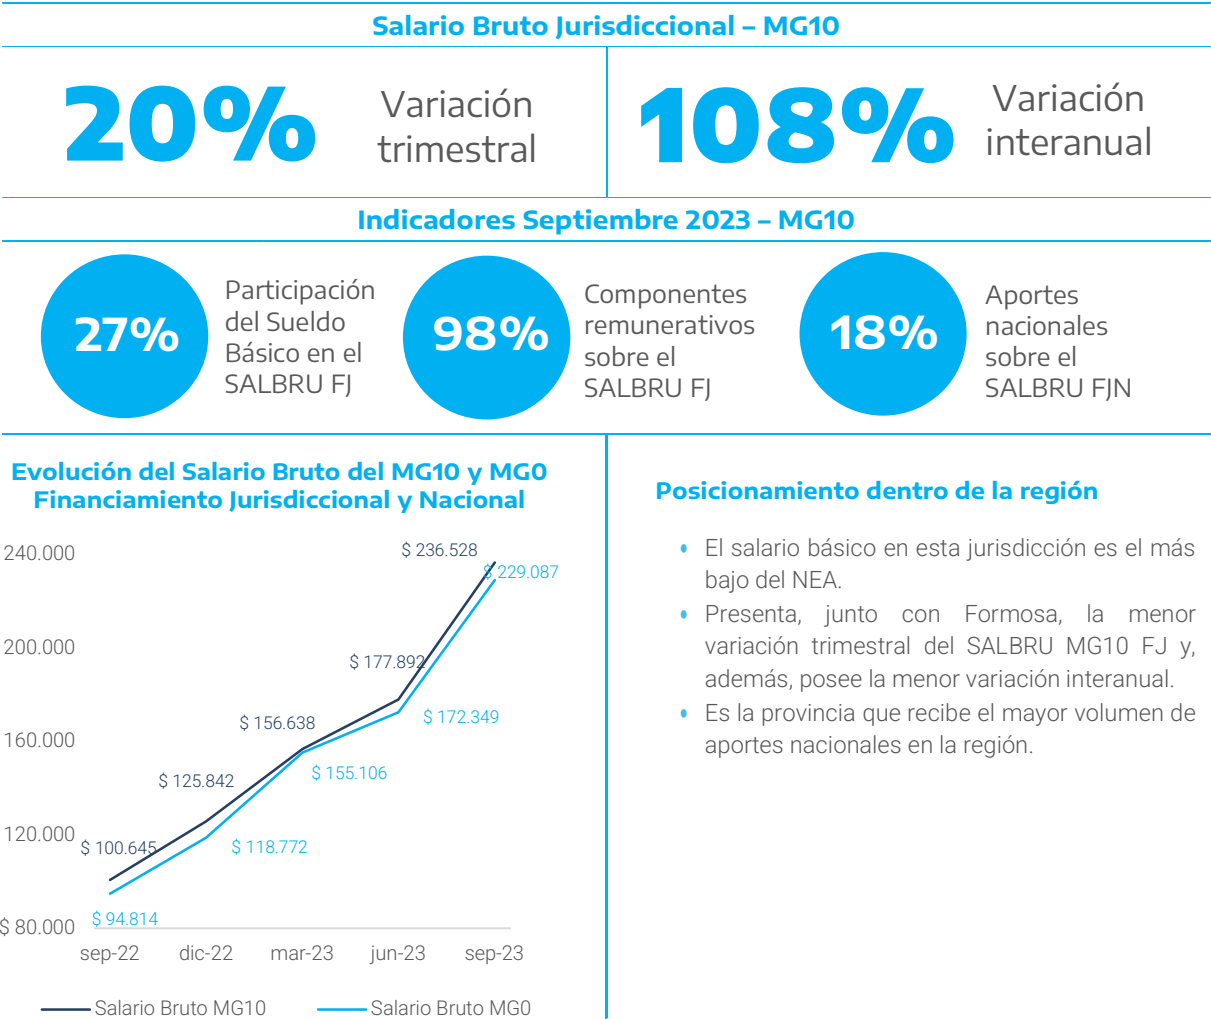 Salario Bruto Jurisdiccional – MG10
20%
Variación
trimestral
108%
Variación
interanual
Indicadores Septiembre 2023 – MG10
27%
Participación
del Sueldo
Básico en el
SALBRU FJ
98%
Componentes
remunerativos
sobre el
SALBRU FJ
18%
Aportes
nacionales
sobre el
SALBRU FJN
Evolución del Salario Bruto del MG10 y MG0
Financiamiento Jurisdiccional y Nacional
240.000
200.000
160.000
120.000
$ 80.000
$ 236.528
$ 229.087
$ 177.892
$ 172.349
$ 156.638
$ 155.106
$ 125.842
$ 118.772
$ 100.645
$ 94.814
sep-22 dic-22 mar-23 jun-23 sep-23
Salario Bruto MG10 Salario Bruto MG0
Posicionamiento dentro de la región
• El salario básico en esta jurisdicción es el más
bajo del NEA.
• Presenta, junto con Formosa, la menor
variación trimestral del SALBRU MG10 FJ y,
además, posee la menor variación interanual.
• Es la provincia que recibe el mayor volumen de
aportes nacionales en la región.